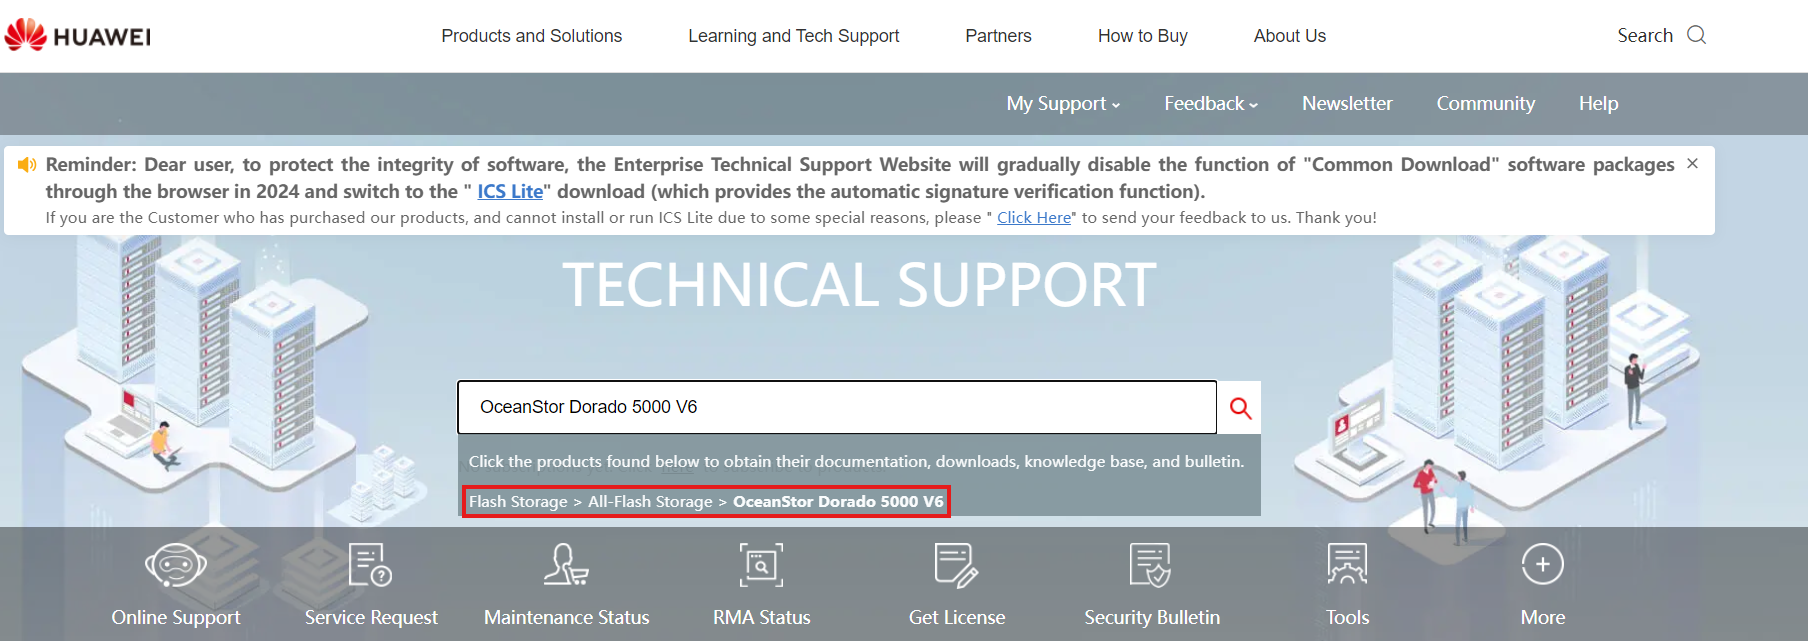 HUAWEI
Products and Solutions
Learning and Tech Support
Partners
How to Buy
About Us
Search
My Support
Feedback
Newsletter
Community
Help
Reminder: Dear user, to protect the integrity of software, the Enterprise Technical Support Website will gradually disable the function of "Common Download" software packages
through the browser in 2024 and switch to the " ICS Lite" download (which provides the automatic signature verification function).
If you are the Customer who has purchased our products, and cannot install or run ICS Lite due to some special reasons, please " Click Here" to send your feedback to us. Thank you!
TECHNICAL SUPPORT
OceanStor Dorado 5000 V6
Click the products found below to obtain their documentation, downloads, knowledge base, and bulletin.
Flash Storage > All-Flash Storage > OceanStor Dorado 5000 V6
Online Support
Service Request
Maintenance Status
RMA Status
Get License
Security Bulletin
Tools
More